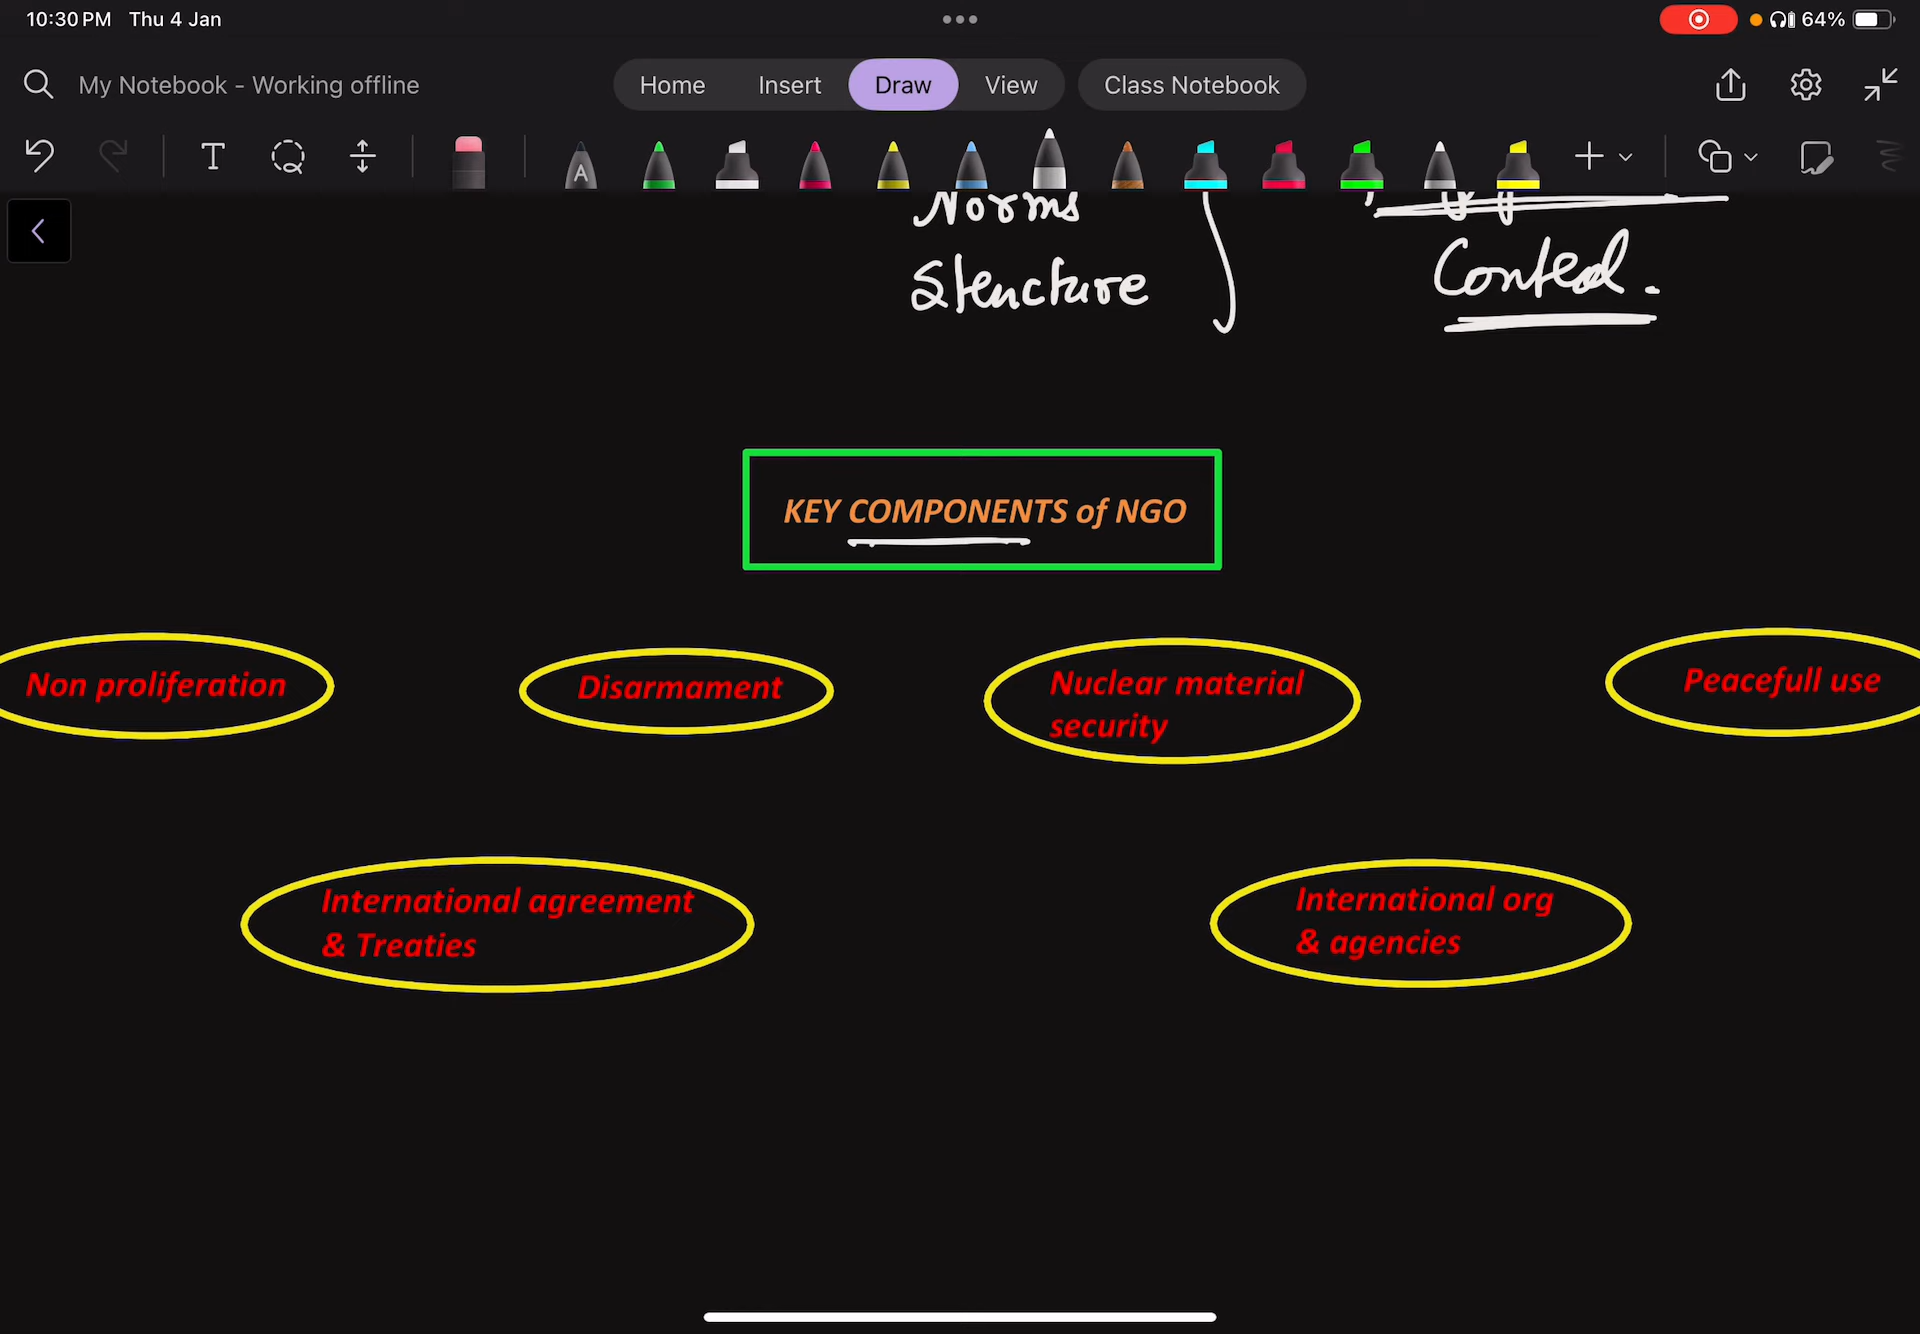 10:30 PM Thu 4 Jan
64%
My Notebook - Working offline
Home Insert Draw View Class Notebook
T
A
Norms
Structure
KEY COMPONENTS of NGO
Non proliferation
Disarmament
Nuclear material
security
Peacefull use
International agreement
& Treaties
International org
& agencies